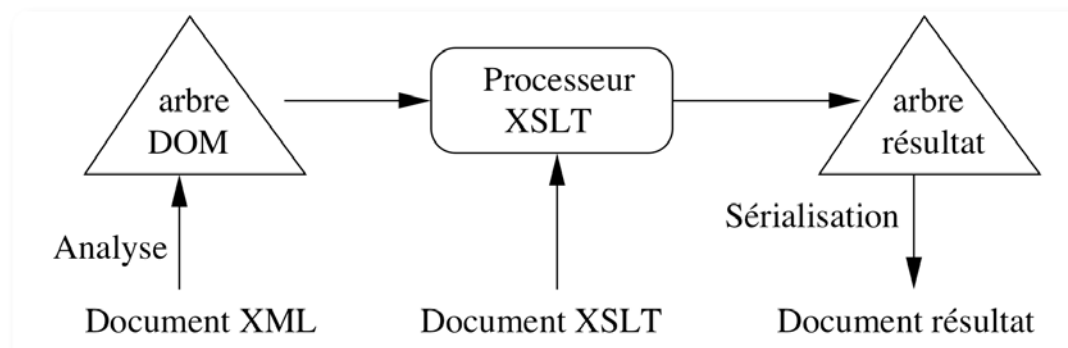 arbre
DOM
Processeur
XSLT
arbre
résultat
Analyse
Sérialisation
Document XML
Document XSLT
Document résultat